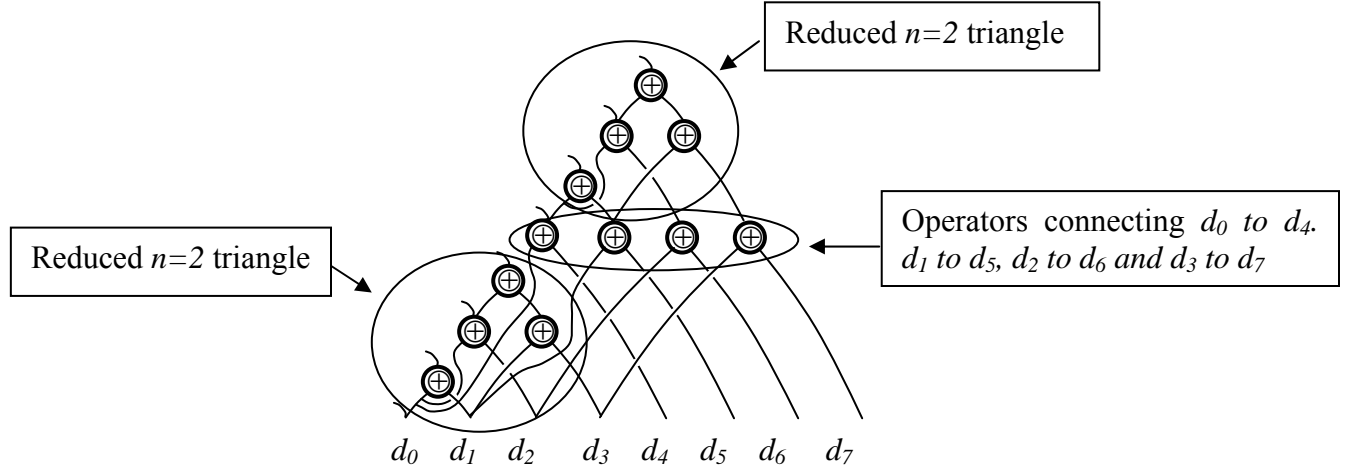 Reduced n=2 triangle
Operators connecting d0 to d4.
d1 to d5, d2 to d6 and d3 to d7
Reduced n=2 triangle
d0 d1 d2 d3 d4 d5 d6 d7